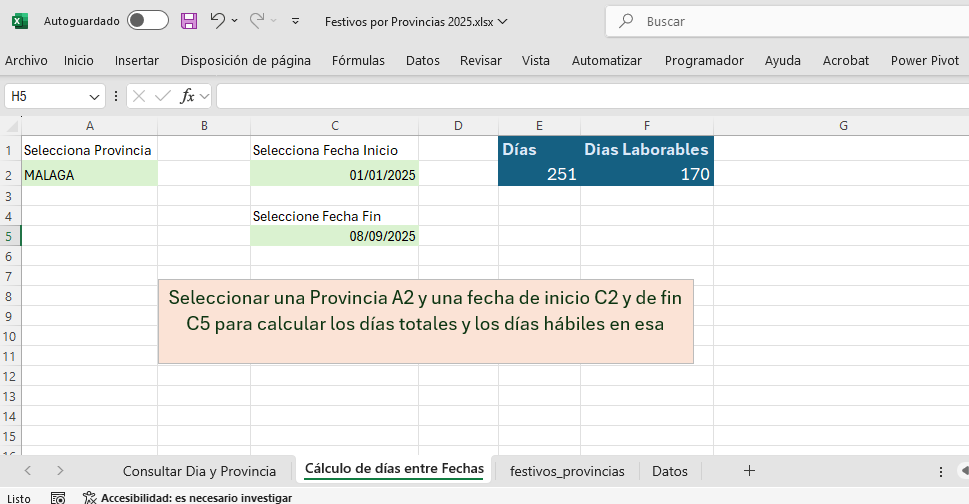 Autoguardado
Festivos por Provincias 2025.xlsx
Buscar
Archivo Inicio Insertar Disposición de página Fórmulas Datos Revisar Vista Automatizar Programador Ayuda Acrobat Power Pivot
H5 fx
A B C D E F G
1 Selecciona Provincia Selecciona Fecha Inicio Días Dias Laborables
2 MALAGA 01/01/2025 251 170
3
4 Seleccione Fecha Fin
5 08/09/2025
6
7
8 Seleccionar una Provincia A2 y una fecha de inicio C2 y de fin
9 C5 para calcular los días totales y los días hábiles en esa
10
11
12
13
14
15
16
Consultar Dia y Provincia Cálculo de días entre Fechas festivos_provincias Datos
Listo Accesibilidad: es necesario investigar